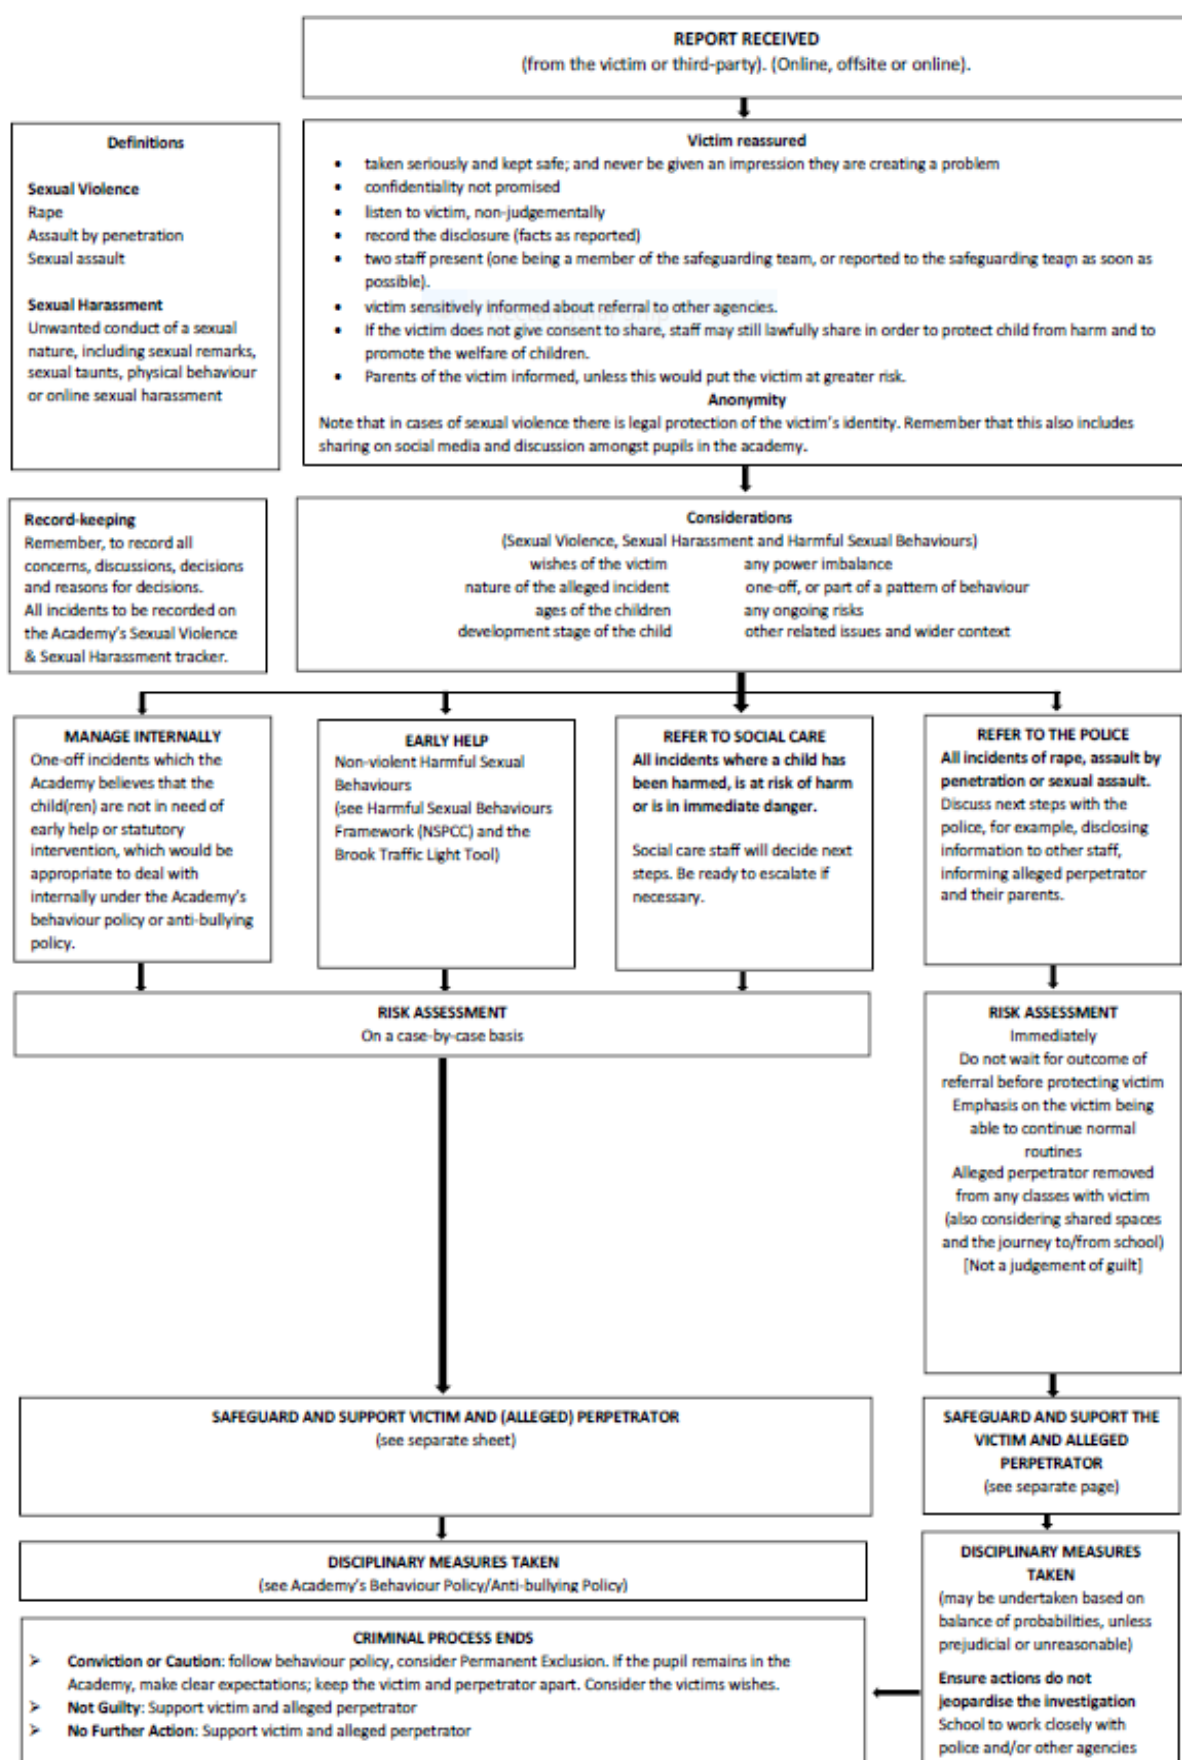 REPORT RECEIVED
(from the victim or third-party). (Online, offsite or online).
Definitions
Sexual Violence
Rape
Assault by penetration
Sexual assault
Sexual Harassment
Unwanted conduct of a sexual
nature, including sexual remarks,
sexual taunts, physical behaviour
or online sexual harassment
Victim reassured
• taken seriously and kept safe; and never be given an impression they are creating a problem
• confidentiality not promised
• listen to victim, non-judgementally
• record the disclosure (facts as reported)
• two staff present (one being a member of the safeguarding team, or reported to the safeguarding team as soon as
possible).
• victim sensitively informed about referral to other agencies.
• If the victim does not give consent to share, staff may still lawfully share in order to protect child from harm and to
promote the welfare of children.
• Parents of the victim informed, unless this would put the victim at greater risk.
Anonymity
Note that in cases of sexual violence there is legal protection of the victim's identity. Remember that this also includes
sharing on social media and discussion amongst pupils in the academy.
Record-keeping
Remember, to record all
concerns, discussions, decisions
and reasons for decisions.
All incidents to be recorded on
the Academy's Sexual Violence
& Sexual Harassment tracker.
Considerations
(Sexual Violence, Sexual Harassment and Harmful Sexual Behaviours)
wishes of the victim any power imbalance
nature of the alleged incident one-off, or part of a pattern of behaviour
ages of the children any ongoing risks
development stage of the child other related issues and wider context
MANAGE INTERNALLY
One-off incidents which the
Academy believes that the
child(ren) are not in need of
early help or statutory
intervention, which would be
appropriate to deal with
internally under the Academy's
behaviour policy or anti-bullying
policy.
EARLY HELP
Non-violent Harmful Sexual
Behaviours
(see Harmful Sexual Behaviours
Framework (NSPCC) and the
Brook Traffic Light Tool)
REFER TO SOCIAL CARE
All incidents where a child has
been harmed, is at risk of harm
or is in immediate danger.
Social care staff will decide next
steps. Be ready to escalate if
necessary.
REFER TO THE POLICE
All incidents of rape, assault by
penetration or sexual assault.
Discuss next steps with the
police, for example, disclosing
information to other staff,
informing alleged perpetrator
and their parents.
RISK ASSESSMENT
On a case-by-case basis
RISK ASSESSMENT
Immediately
Do not wait for outcome of
referral before protecting victim
Emphasis on the victim being
able to continue normal
routines
Alleged perpetrator removed
from any classes with victim
(also considering shared spaces
and the journey to/from school)
[Not a judgement of guilt]
SAFEGUARD AND SUPPORT VICTIM AND (ALLEGED) PERPETRATOR
(see separate sheet)
SAFEGUARD AND SUPORT THE
VICTIM AND ALLEGED
PERPETRATOR
(see separate page)
DISCIPLINARY MEASURES TAKEN
(see Academy's Behaviour Policy/Anti-bullying Policy)
DISCIPLINARY MEASURES
TAKEN
(may be undertaken based on
balance of probabilities, unless
prejudicial or unreasonable)
Ensure actions do not
jeopardise the investigation
School to work closely with
police and/or other agencies
CRIMINAL PROCESS ENDS
➢ Conviction or Caution: follow behaviour policy, consider Permanent Exclusion. If the pupil remains in the
Academy, make clear expectations; keep the victim and perpetrator apart. Consider the victims wishes.
➢ Not Guilty: Support victim and alleged perpetrator
➢ No Further Action: Support victim and alleged perpetrator